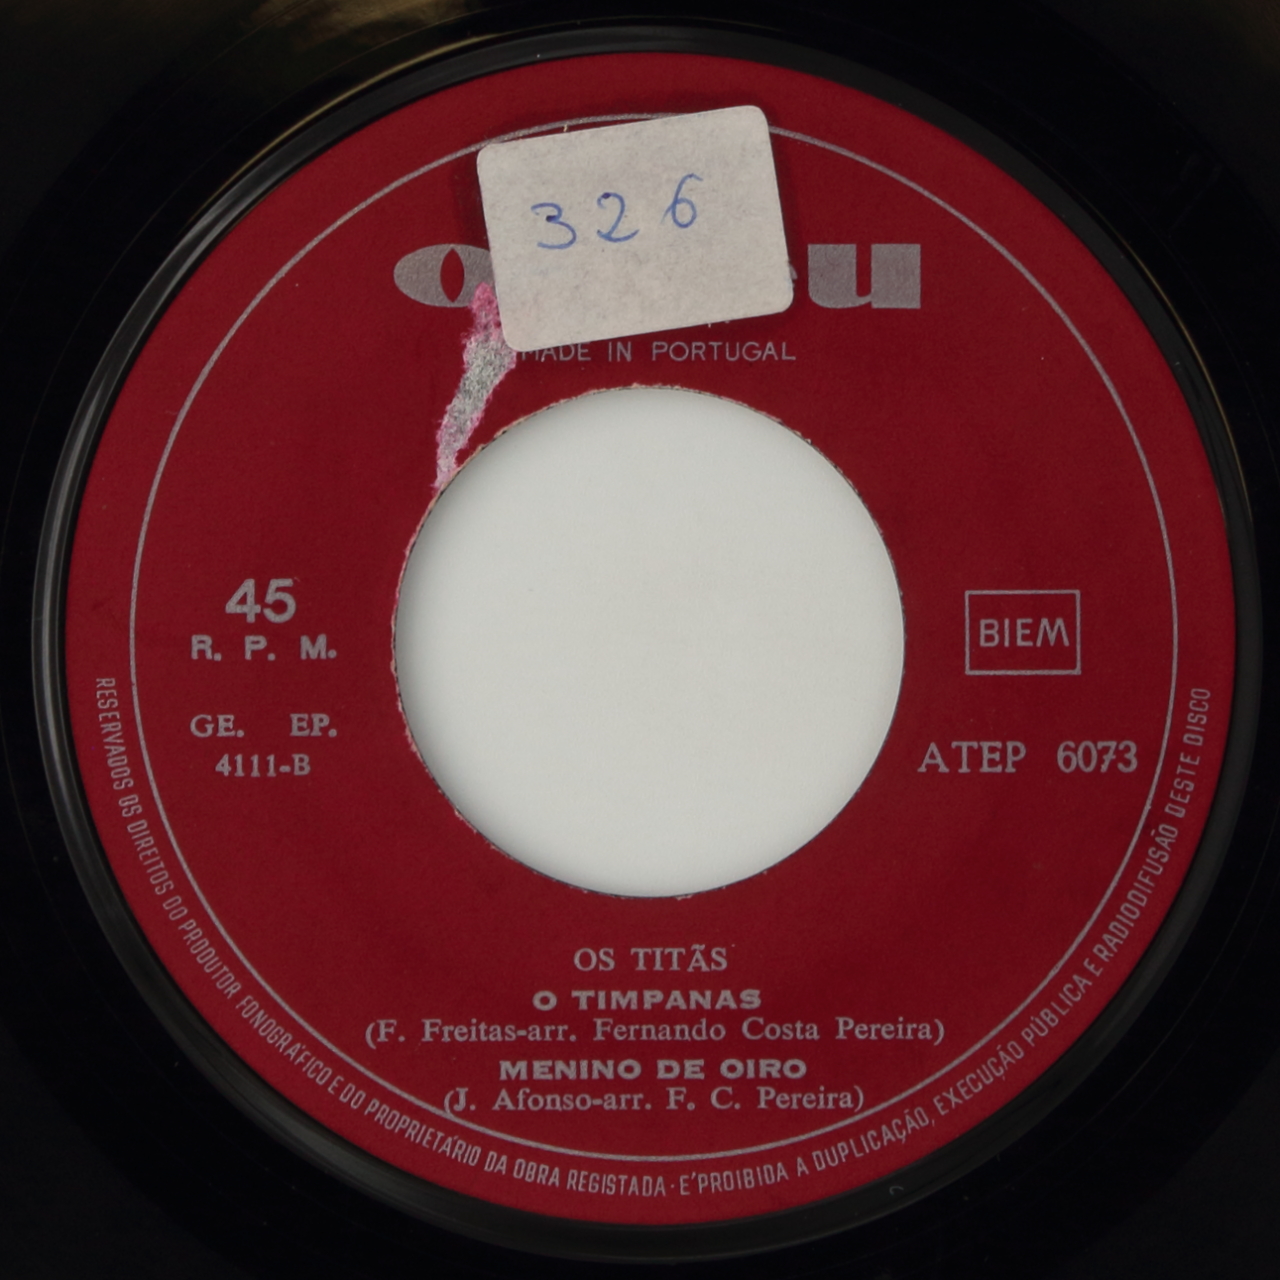 326
MADE IN PORTUGAL
45
R. P. M.
GE. EP.
4111-B
BIEM
ATEP 6073
OS TITÃS
O TIMPANAS
(F. Freitas-arr. Fernando Costa Pereira)
MENINO DE OIRO
(J. Afonso-arr. F. C. Pereira)
RESERVADOS OS DIREITOS DO PRODUTOR FONOGRÁFICO E DO PROPRIETÁRIO DA OBRA REGISTADA · E'PROIBIDA A DUPLICAÇÃO, EXECUÇÃO PÚBLICA E RADIODIFUSÃO DESTE DISCO